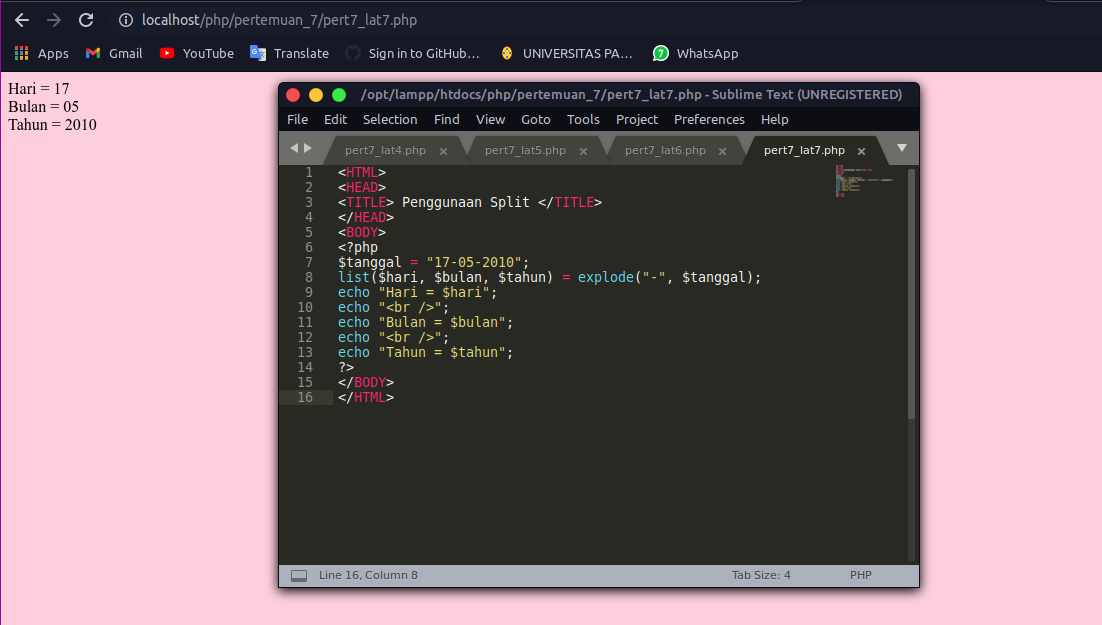 localhost/php/pertemuan_7/pert7_lat7.php
Apps Gmail YouTube Translate Sign in to GitHub... UNIVERSITAS PA... WhatsApp
Hari = 17
Bulan = 05
Tahun = 2010
/opt/lampp/htdocs/php/pertemuan_7/pert7_lat7.php - Sublime Text (UNREGISTERED)
File Edit Selection Find View Goto Tools Project Preferences Help
pert7_lat4.php pert7_lat5.php pert7_lat6.php pert7_lat7.php
1 <HTML>
2 <HEAD>
3 <TITLE> Penggunaan Split </TITLE>
4 </HEAD>
5 <BODY>
6 <?php
7 $tanggal = "17-05-2010";
8 list($hari, $bulan, $tahun) = explode("-", $tanggal);
9 echo "Hari = $hari";
10 echo "<br />";
11 echo "Bulan = $bulan";
12 echo "<br />";
13 echo "Tahun = $tahun";
14 ?>
15 </BODY>
16 </HTML>
Line 16, Column 8 Tab Size: 4 PHP